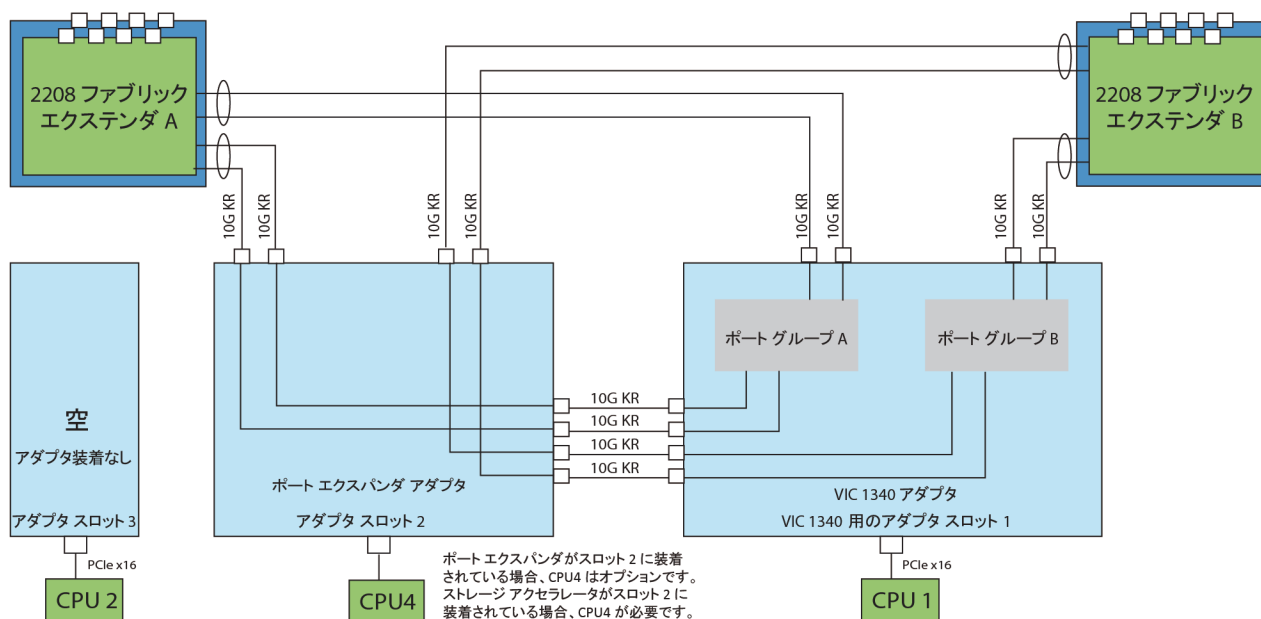 2208 ファブリック
エクステンダ A
2208 ファブリック
エクステンダ B
10G KR
10G KR
10G KR
10G KR
10G KR
10G KR
10G KR
10G KR
ポート グループ A
ポート グループ B
10G KR
10G KR
10G KR
10G KR
空
アダプタ装着なし
アダプタ スロット 3
ポート エクスパンダ アダプタ
アダプタ スロット 2
VIC 1340 アダプタ
VIC 1340 用のアダプタ スロット 1
PCIe x16
CPU 2
CPU4
ポート エクスパンダがスロット 2 に装着
されている場合、CPU4 はオプションです。
ストレージ アクセラレータがスロット 2 に
装着されている場合、CPU4 が必要です。
PCIe x16
CPU 1